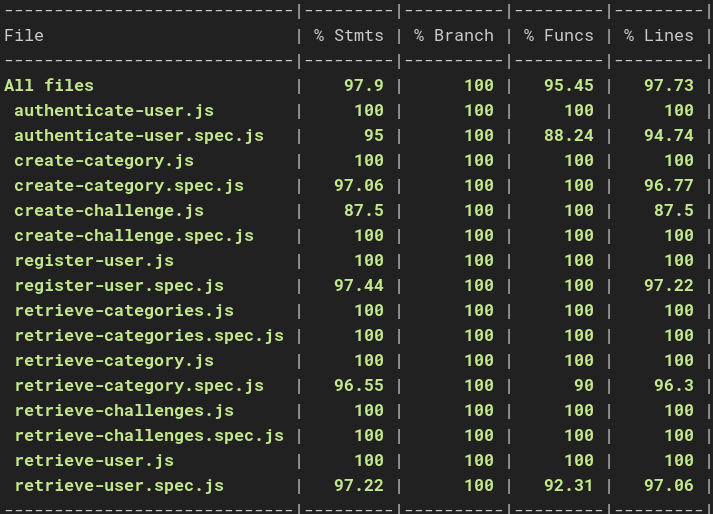 -----------------------------|---------|----------|---------|---------|
File                         | % Stmts | % Branch | % Funcs | % Lines |
-----------------------------|---------|----------|---------|---------|
All files                    |    97.9 |      100 |   95.45 |   97.73 |
 authenticate-user.js        |     100 |      100 |     100 |     100 |
 authenticate-user.spec.js   |      95 |      100 |   88.24 |   94.74 |
 create-category.js          |     100 |      100 |     100 |     100 |
 create-category.spec.js     |   97.06 |      100 |     100 |   96.77 |
 create-challenge.js         |    87.5 |      100 |     100 |    87.5 |
 create-challenge.spec.js    |     100 |      100 |     100 |     100 |
 register-user.js            |     100 |      100 |     100 |     100 |
 register-user.spec.js       |   97.44 |      100 |     100 |   97.22 |
 retrieve-categories.js      |     100 |      100 |     100 |     100 |
 retrieve-categories.spec.js |     100 |      100 |     100 |     100 |
 retrieve-category.js        |     100 |      100 |     100 |     100 |
 retrieve-category.spec.js   |   96.55 |      100 |      90 |    96.3 |
 retrieve-challenges.js      |     100 |      100 |     100 |     100 |
 retrieve-challenges.spec.js |     100 |      100 |     100 |     100 |
 retrieve-user.js            |     100 |      100 |     100 |     100 |
 retrieve-user.spec.js       |   97.22 |      100 |   92.31 |   97.06 |
-----------------------------|---------|----------|---------|---------|